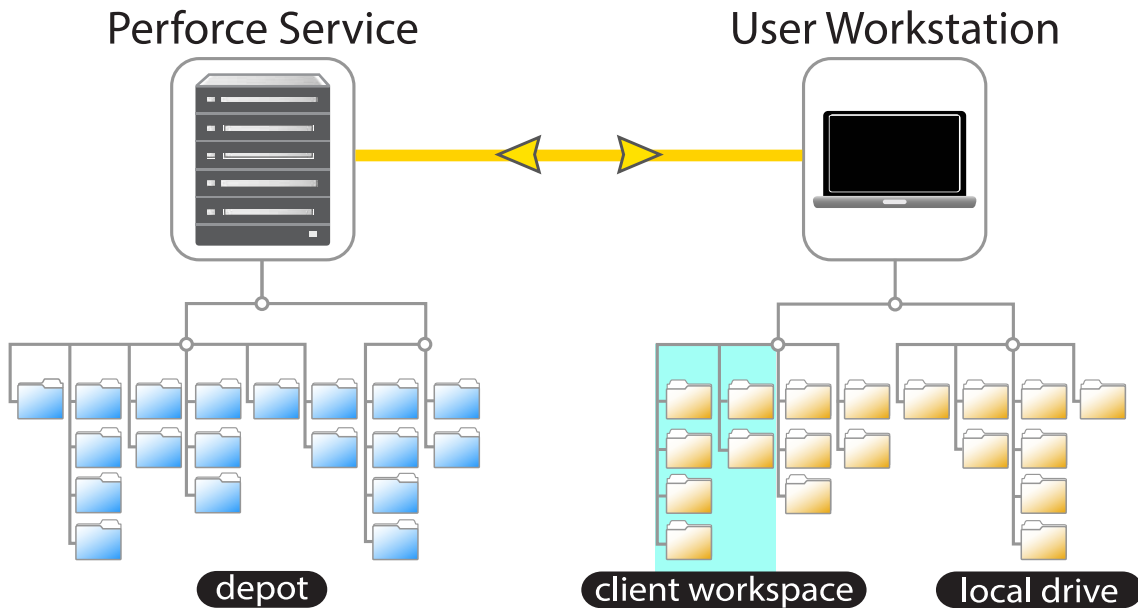 Perforce Service
User Workstation
depot
client workspace
local drive